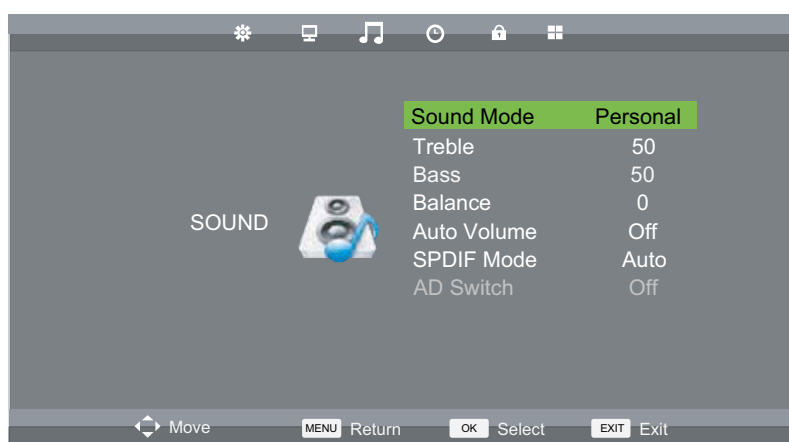 Sound Mode Personal
Treble 50
Bass 50
Balance 0
SOUND
Auto Volume Off
SPDIF Mode Auto
AD Switch Off
Move MENU Return OK Select EXIT Exit